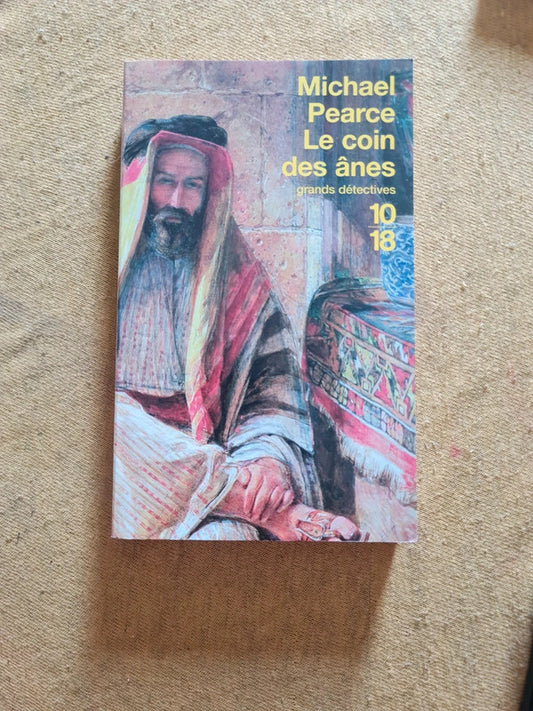 Michael
Pearce
Le coin
des ânes
grands détectives
10
18